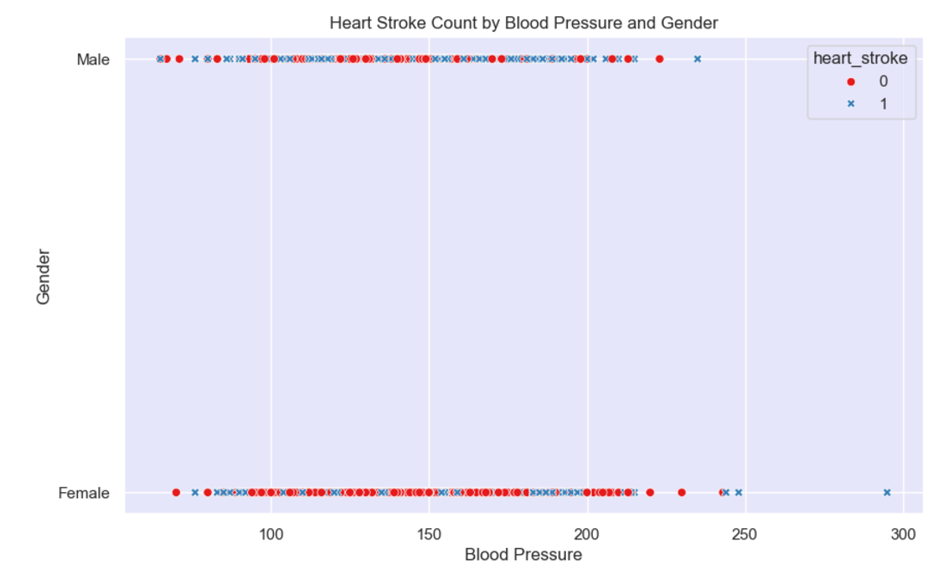 Heart Stroke Count by Blood Pressure and Gender
Male
heart_stroke
0
1
Gender
Female
100 150 200 250 300
Blood Pressure